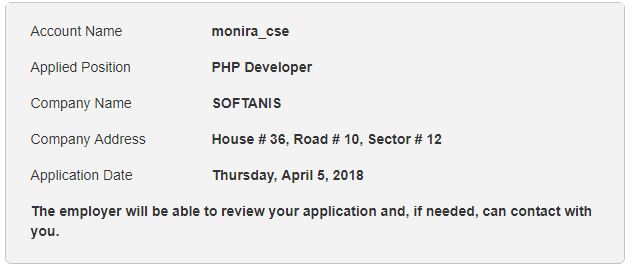 Account Name monira_cse
Applied Position PHP Developer
Company Name SOFTANIS
Company Address House # 36, Road # 10, Sector # 12
Application Date Thursday, April 5, 2018
The employer will be able to review your application and, if needed, can contact with
you.